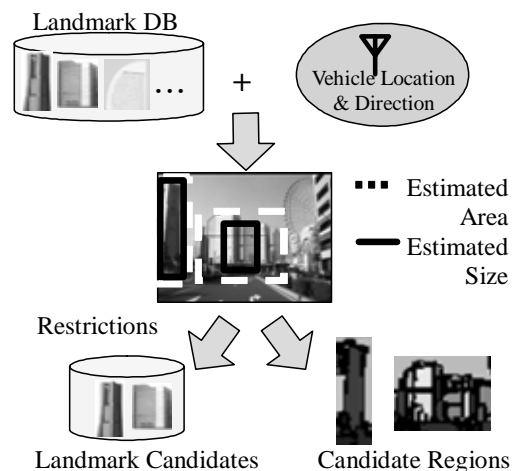 Landmark DB
+
Vehicle Location
& Direction
Estimated
Area
Estimated
Size
Restrictions
Landmark Candidates
Candidate Regions